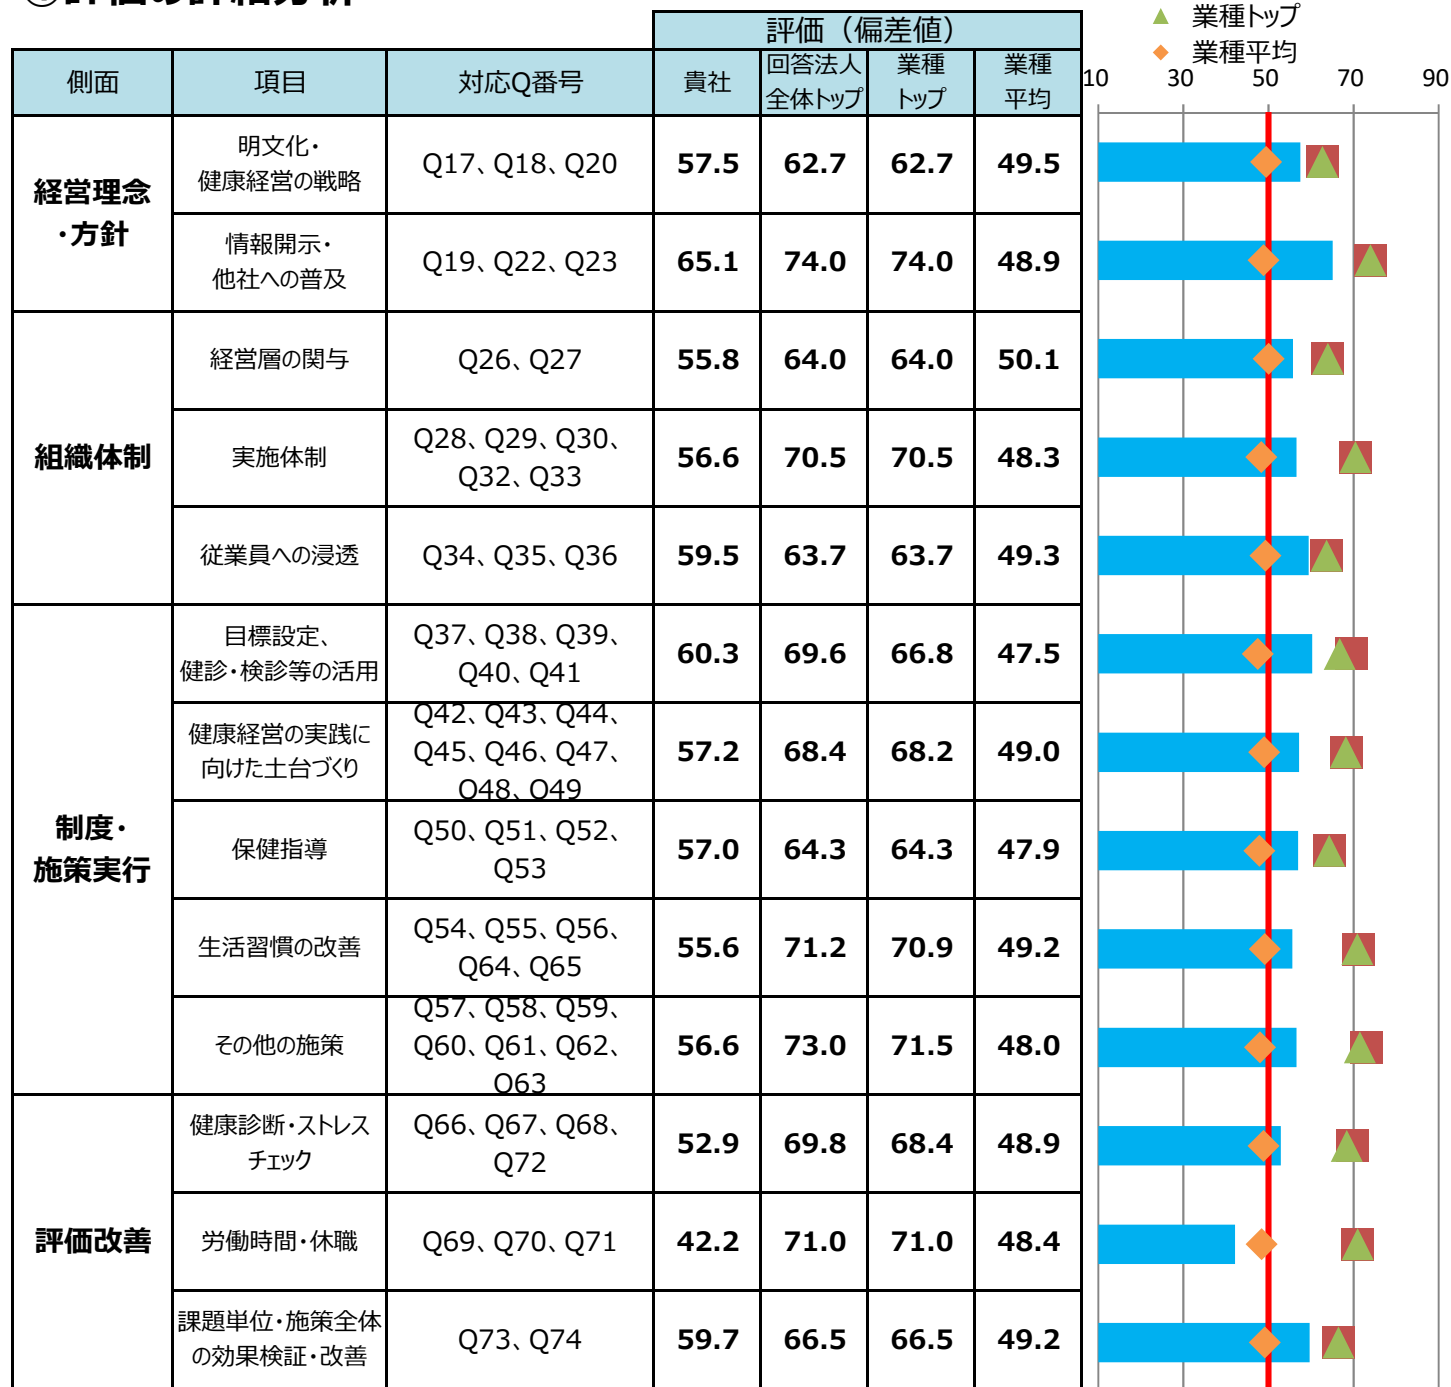 評価（偏差値）
▲ 業種トップ
◆ 業種平均
側面 項目 対応Q番号 貴社 回答法人 業種 業種
全体トップ トップ 平均
10 30 50 70 90
経営理念
・方針
明文化・
健康経営の戦略
Q17、Q18、Q20 57.5 62.7 62.7 49.5
情報開示・
他社への普及
Q19、Q22、Q23 65.1 74.0 74.0 48.9
組織体制
経営層の関与 Q26、Q27 55.8 64.0 64.0 50.1
実施体制
Q28、Q29、Q30、
Q32、Q33
56.6 70.5 70.5 48.3
従業員への浸透 Q34、Q35、Q36 59.5 63.7 63.7 49.3
制度・
施策実行
目標設定、
健診・検診等の活用
Q37、Q38、Q39、
Q40、Q41
60.3 69.6 66.8 47.5
健康経営の実践に
向けた土台づくり
Q42、Q43、Q44、
Q45、Q46、Q47、
Q48、Q49
57.2 68.4 68.2 49.0
保健指導
Q50、Q51、Q52、
Q53
57.0 64.3 64.3 47.9
生活習慣の改善
Q54、Q55、Q56、
Q64、Q65
55.6 71.2 70.9 49.2
その他の施策
Q57、Q58、Q59、
Q60、Q61、Q62、
Q63
56.6 73.0 71.5 48.0
評価改善
健康診断・ストレス
チェック
Q66、Q67、Q68、
Q72
52.9 69.8 68.4 48.9
労働時間・休職 Q69、Q70、Q71 42.2 71.0 71.0 48.4
課題単位・施策全体
の効果検証・改善
Q73、Q74 59.7 66.5 66.5 49.2